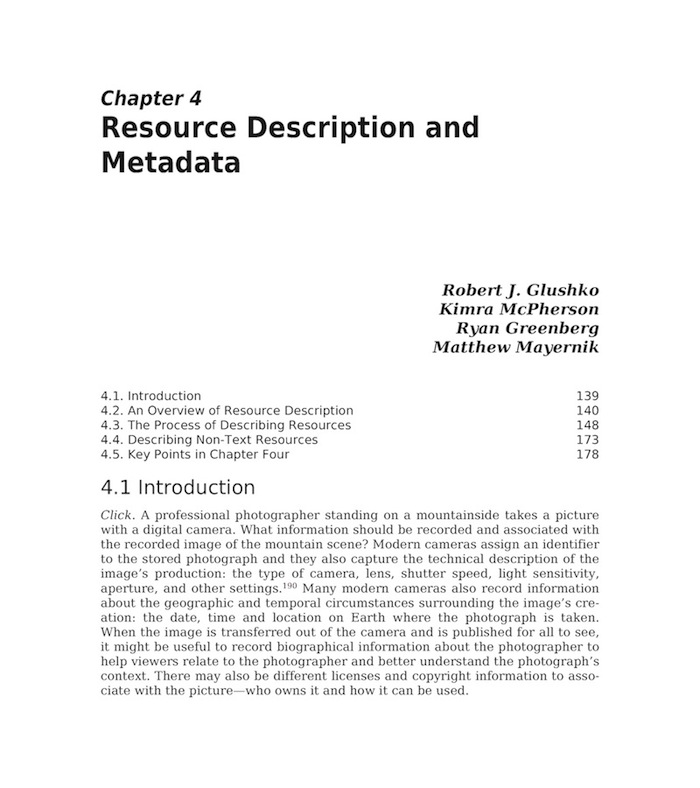 Chapter 4
Resource Description and
Metadata
Robert J. Glushko
Kimra McPherson
Ryan Greenberg
Matthew Mayernik
4.1. Introduction 139
4.2. An Overview of Resource Description 140
4.3. The Process of Describing Resources 148
4.4. Describing Non-Text Resources 173
4.5. Key Points in Chapter Four 178
4.1 Introduction
Click. A professional photographer standing on a mountainside takes a picture
with a digital camera. What information should be recorded and associated with
the recorded image of the mountain scene? Modern cameras assign an identifier
to the stored photograph and they also capture the technical description of the
image’s production: the type of camera, lens, shutter speed, light sensitivity,
aperture, and other settings.190 Many modern cameras also record information
about the geographic and temporal circumstances surrounding the image’s cre-
ation: the date, time and location on Earth where the photograph is taken.
When the image is transferred out of the camera and is published for all to see,
it might be useful to record biographical information about the photographer to
help viewers relate to the photographer and better understand the photograph’s
context. There may also be different licenses and copyright information to asso-
ciate with the picture—who owns it and how it can be used.